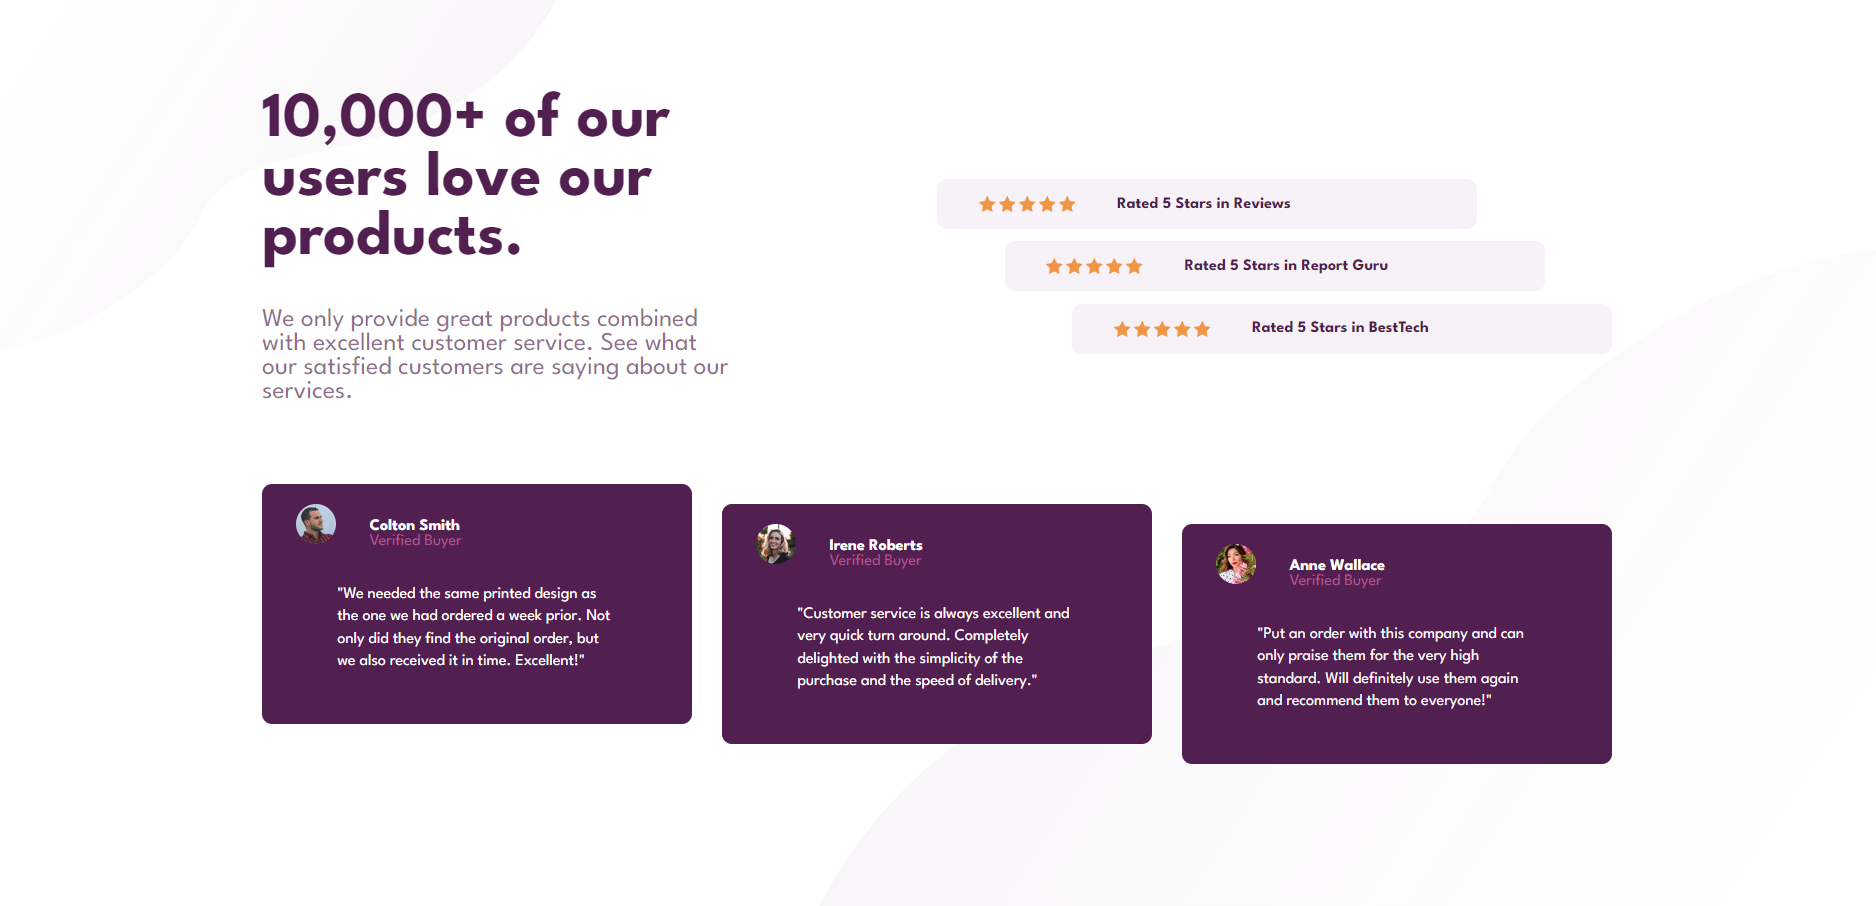 10,000+ of our
users love our
products.
We only provide great products combined
with excellent customer service. See what
our satisfied customers are saying about our
services.
Rated 5 Stars in Reviews
Rated 5 Stars in Report Guru
Rated 5 Stars in BestTech
Colton Smith
Verified Buyer
"We needed the same printed design as
the one we had ordered a week prior. Not
only did they find the original order, but
we also received it in time. Excellent!"
Irene Roberts
Verified Buyer
"Customer service is always excellent and
very quick turn around. Completely
delighted with the simplicity of the
purchase and the speed of delivery."
Anne Wallace
Verified Buyer
"Put an order with this company and can
only praise them for the very high
standard. Will definitely use them again
and recommend them to everyone!"